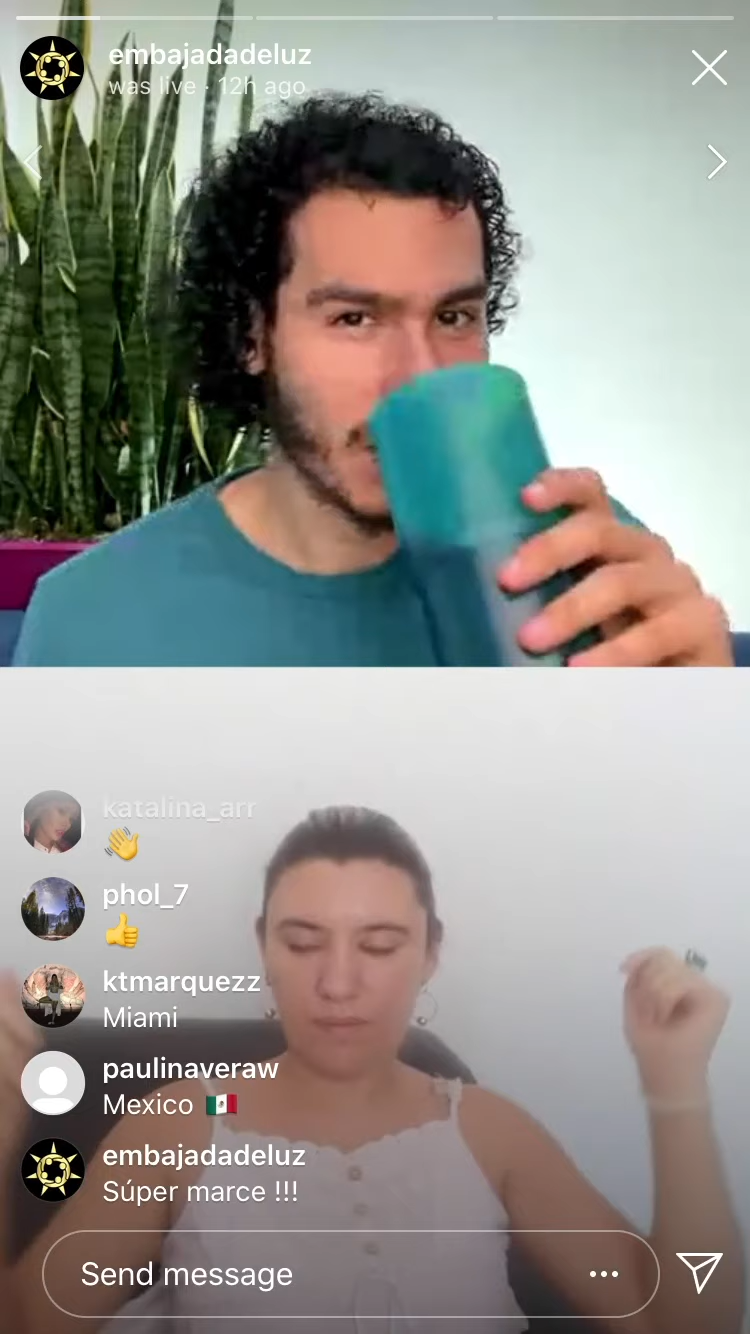 embajadadeluz
was live · 12h ago
katalina_arr
👋
phol_7
👍
ktmarquezz
Miami
paulinaveraw
Mexico 🇲🇽
embajadadeluz
Súper marce !!!
Send message